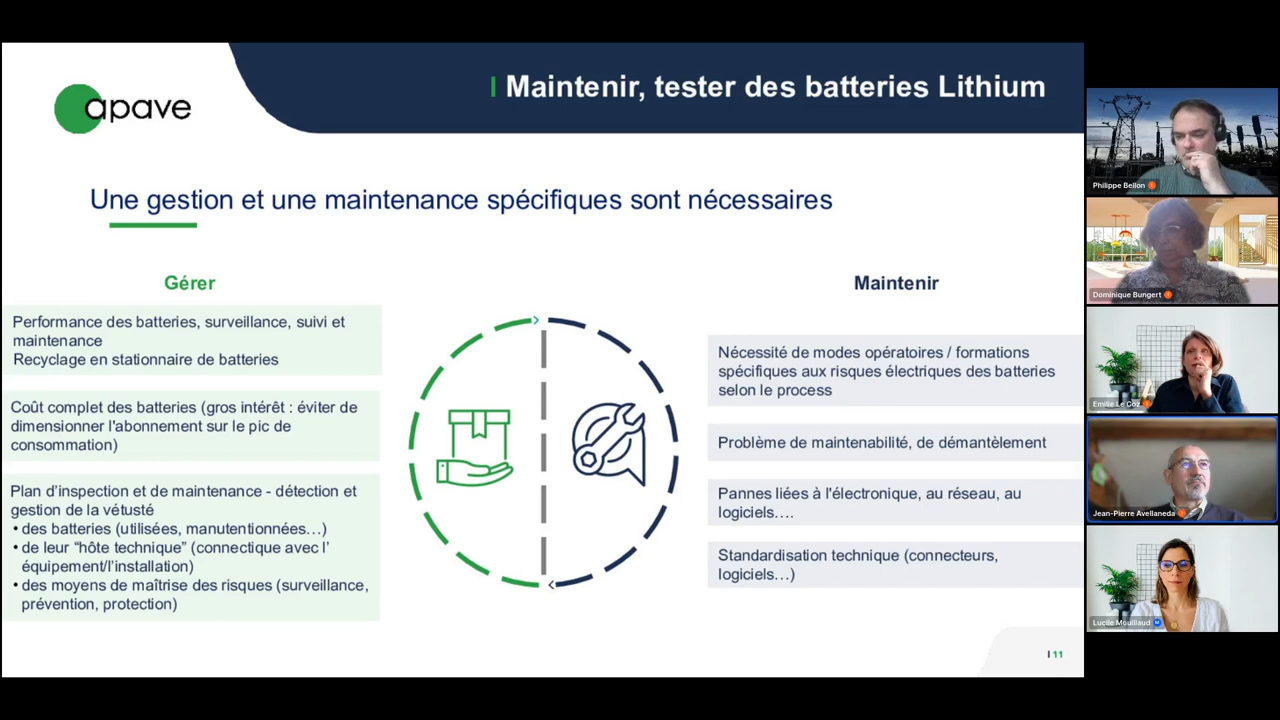 apave
Maintenir, tester des batteries Lithium
Une gestion et une maintenance spécifiques sont nécessaires
Gérer
Performance des batteries, surveillance, suivi et
maintenance
Recyclage en stationnaire de batteries
Coût complet des batteries (gros intérêt : éviter de
dimensionner l'abonnement sur le pic de
consommation)
Plan d'inspection et de maintenance - détection et
gestion de la vétusté
• des batteries (utilisées, manutentionnées…)
• de leur “hôte technique” (connectique avec l’
équipement/l’installation)
• des moyens de maîtrise des risques (surveillance,
prévention, protection)
Maintenir
Nécessité de modes opératoires / formations
spécifiques aux risques électriques des batteries
selon le process
Problème de maintenabilité, de démantèlement
Pannes liées à l'électronique, au réseau, au
logiciels….
Standardisation technique (connecteurs,
logiciels…)
11
Philippe Bellon
Dominique Bungert
Emilie Le Coz
Jean-Pierre Avellaneda
Lucile Mouillaud